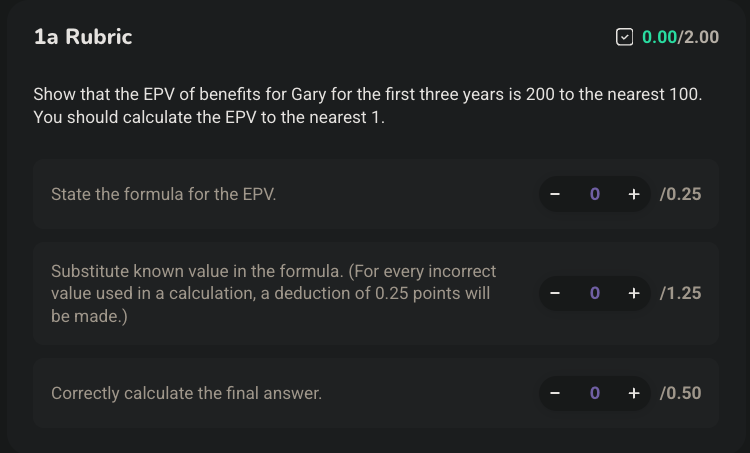 1a Rubric
0.00/2.00
Show that the EPV of benefits for Gary for the first three years is 200 to the nearest 100.
You should calculate the EPV to the nearest 1.
State the formula for the EPV.
− 0 + /0.25
Substitute known value in the formula. (For every incorrect
value used in a calculation, a deduction of 0.25 points will
be made.)
− 0 + /1.25
Correctly calculate the final answer.
− 0 + /0.50